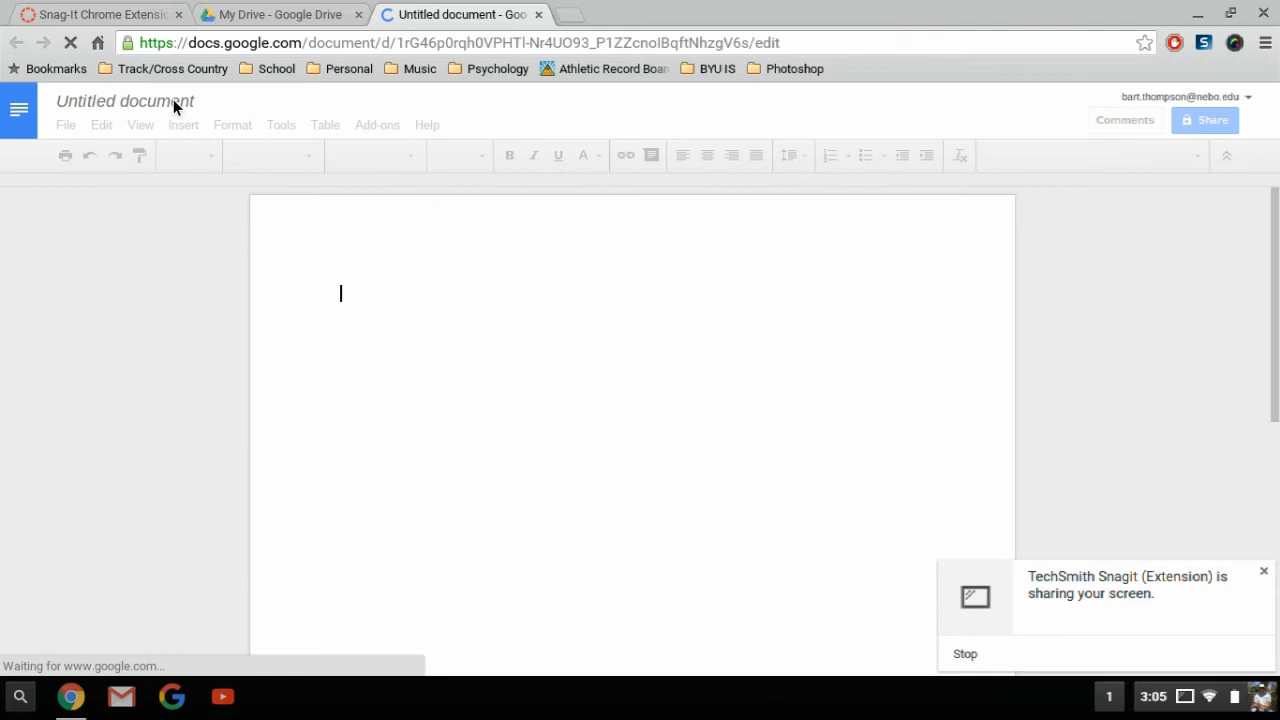 Snag-It Chrome Extensio
My Drive - Google Drive
Untitled document - Goo
https://docs.google.com/document/d/1rG46p0rqh0VPHTl-Nr4UO93_P1ZZcnoIBqftNhzgV6s/edit
Bookmarks Track/Cross Country School Personal Music Psychology Athletic Record Boar BYU IS Photoshop
Untitled document
bart.thompson@nebo.edu
File Edit View Insert Format Tools Table Add-ons Help
Comments Share
B I U A
TechSmith Snagit (Extension) is
sharing your screen.
Stop
Waiting for www.google.com...
1 3:05